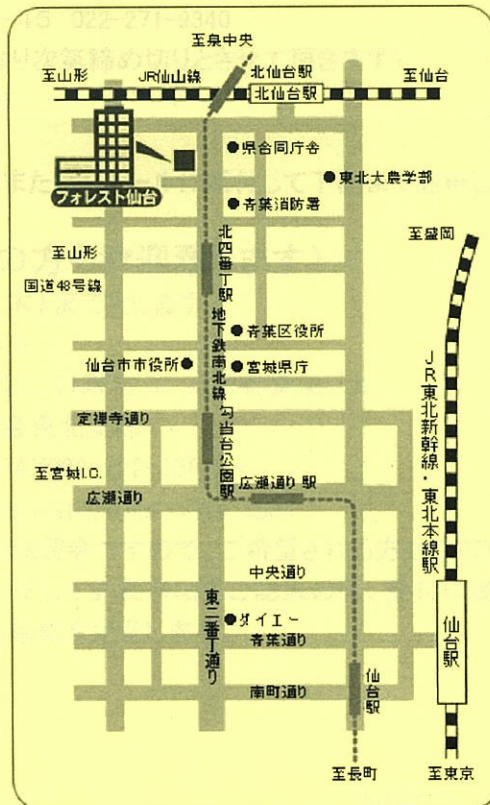 022-271-9340
至泉中央
至山形
JR仙山線
北仙台駅
至仙台
北仙台駅
県合同庁舎
東北大農学部
フォレスト仙台
青葉消防署
至盛岡
至山形
北四番丁駅
国道48号線
地下鉄南北線
青葉区役所
仙台市市役所
宮城県庁
JR東北新幹線・東北本線駅
定禅寺通り
勾当台公園駅
至宮城I.C.
広瀬通り
広瀬通り 駅
中央通り
東二番丁通り
ダイエー
青葉通り
仙台駅
南町通り
仙台駅
至長町
至東京